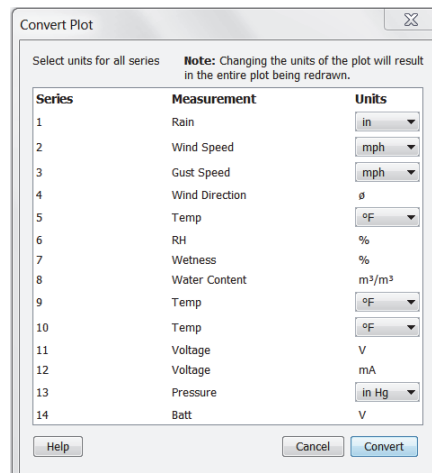 Convert Plot
Select units for all series
Note: Changing the units of the plot will result
in the entire plot being redrawn.
Series Measurement Units
1 Rain in
2 Wind Speed mph
3 Gust Speed mph
4 Wind Direction ø
5 Temp °F
6 RH %
7 Wetness %
8 Water Content m³/m³
9 Temp °F
10 Temp °F
11 Voltage V
12 Voltage mA
13 Pressure in Hg
14 Batt V
Help Cancel Convert